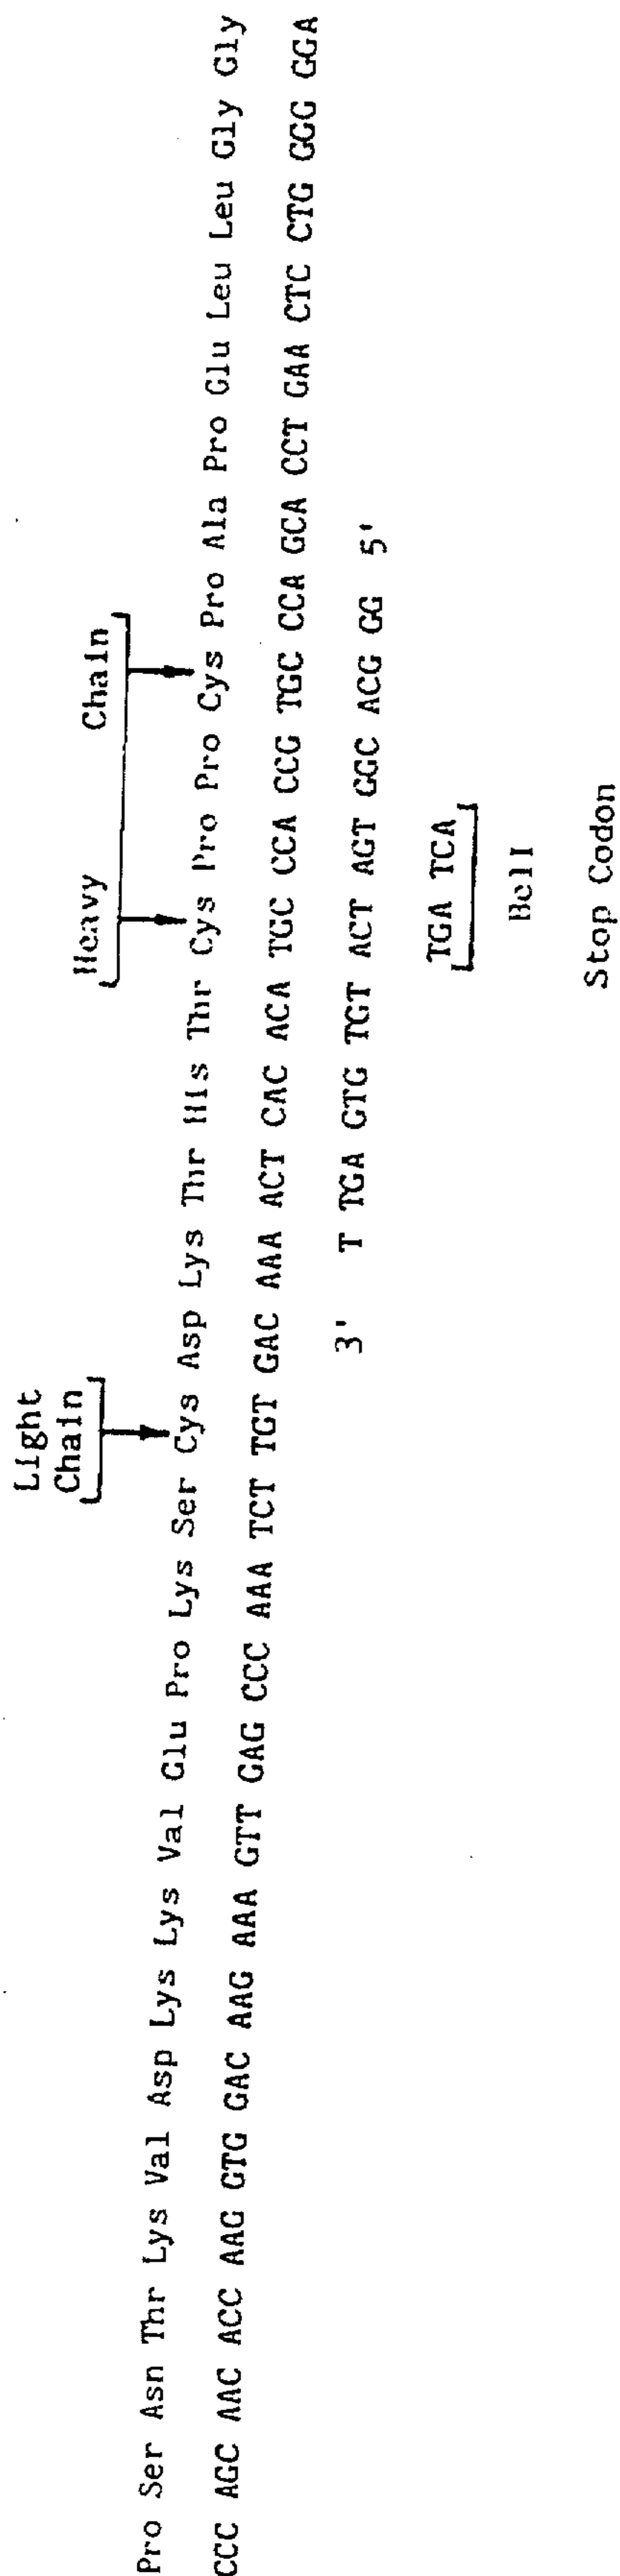 Light
Chain
Heavy Chain
Pro Ser Asn Thr Lys Val Asp Lys Lys Val Glu Pro Lys Ser Cys Asp Lys Thr His Thr Cys Pro Pro Cys Pro Ala Pro Glu Leu Leu Gly Gly
CCC AGC AAC ACC AAG GTG GAC AAG AAA GTT GAG CCC AAA TCT TGT GAC AAA ACT CAC ACA TGC CCA CCG TGC CCA GCA CCT GAA CTC CTG GGG GGA
3' T TGA GTG TGT ACT AGT GGC ACG GG 5'
TGA TCA
BclI
Stop Codon